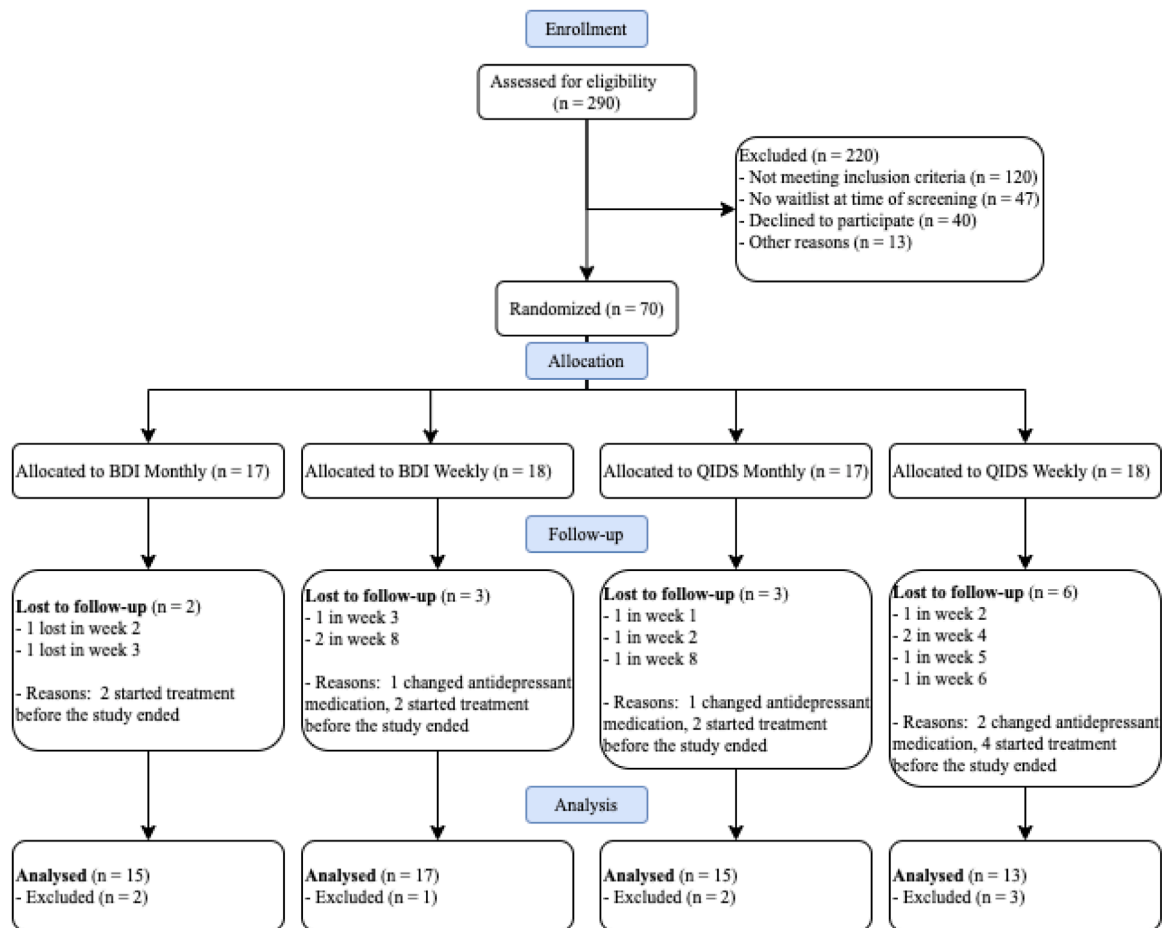 Enrollment
Assessed for eligibility
(n = 290)
Excluded (n = 220)
- Not meeting inclusion criteria (n = 120)
- No waitlist at time of screening (n = 47)
- Declined to participate (n = 40)
- Other reasons (n = 13)
Randomized (n = 70)
Allocation
Allocated to BDI Monthly (n = 17)
Allocated to BDI Weekly (n = 18)
Allocated to QIDS Monthly (n = 17)
Allocated to QIDS Weekly (n = 18)
Follow-up
Lost to follow-up (n = 2)
- 1 lost in week 2
- 1 lost in week 3
- Reasons: 2 started treatment
before the study ended
Lost to follow-up (n = 3)
- 1 in week 3
- 2 in week 8
- Reasons: 1 changed antidepressant
medication, 2 started treatment
before the study ended
Lost to follow-up (n = 3)
- 1 in week 1
- 1 in week 2
- 1 in week 8
- Reasons: 1 changed antidepressant
medication, 2 started treatment
before the study ended
Lost to follow-up (n = 6)
- 1 in week 2
- 2 in week 4
- 1 in week 5
- 1 in week 6
- Reasons: 2 changed antidepressant
medication, 4 started treatment
before the study ended
Analysis
Analysed (n = 15)
- Excluded (n = 2)
Analysed (n = 17)
- Excluded (n = 1)
Analysed (n = 15)
- Excluded (n = 2)
Analysed (n = 13)
- Excluded (n = 3)